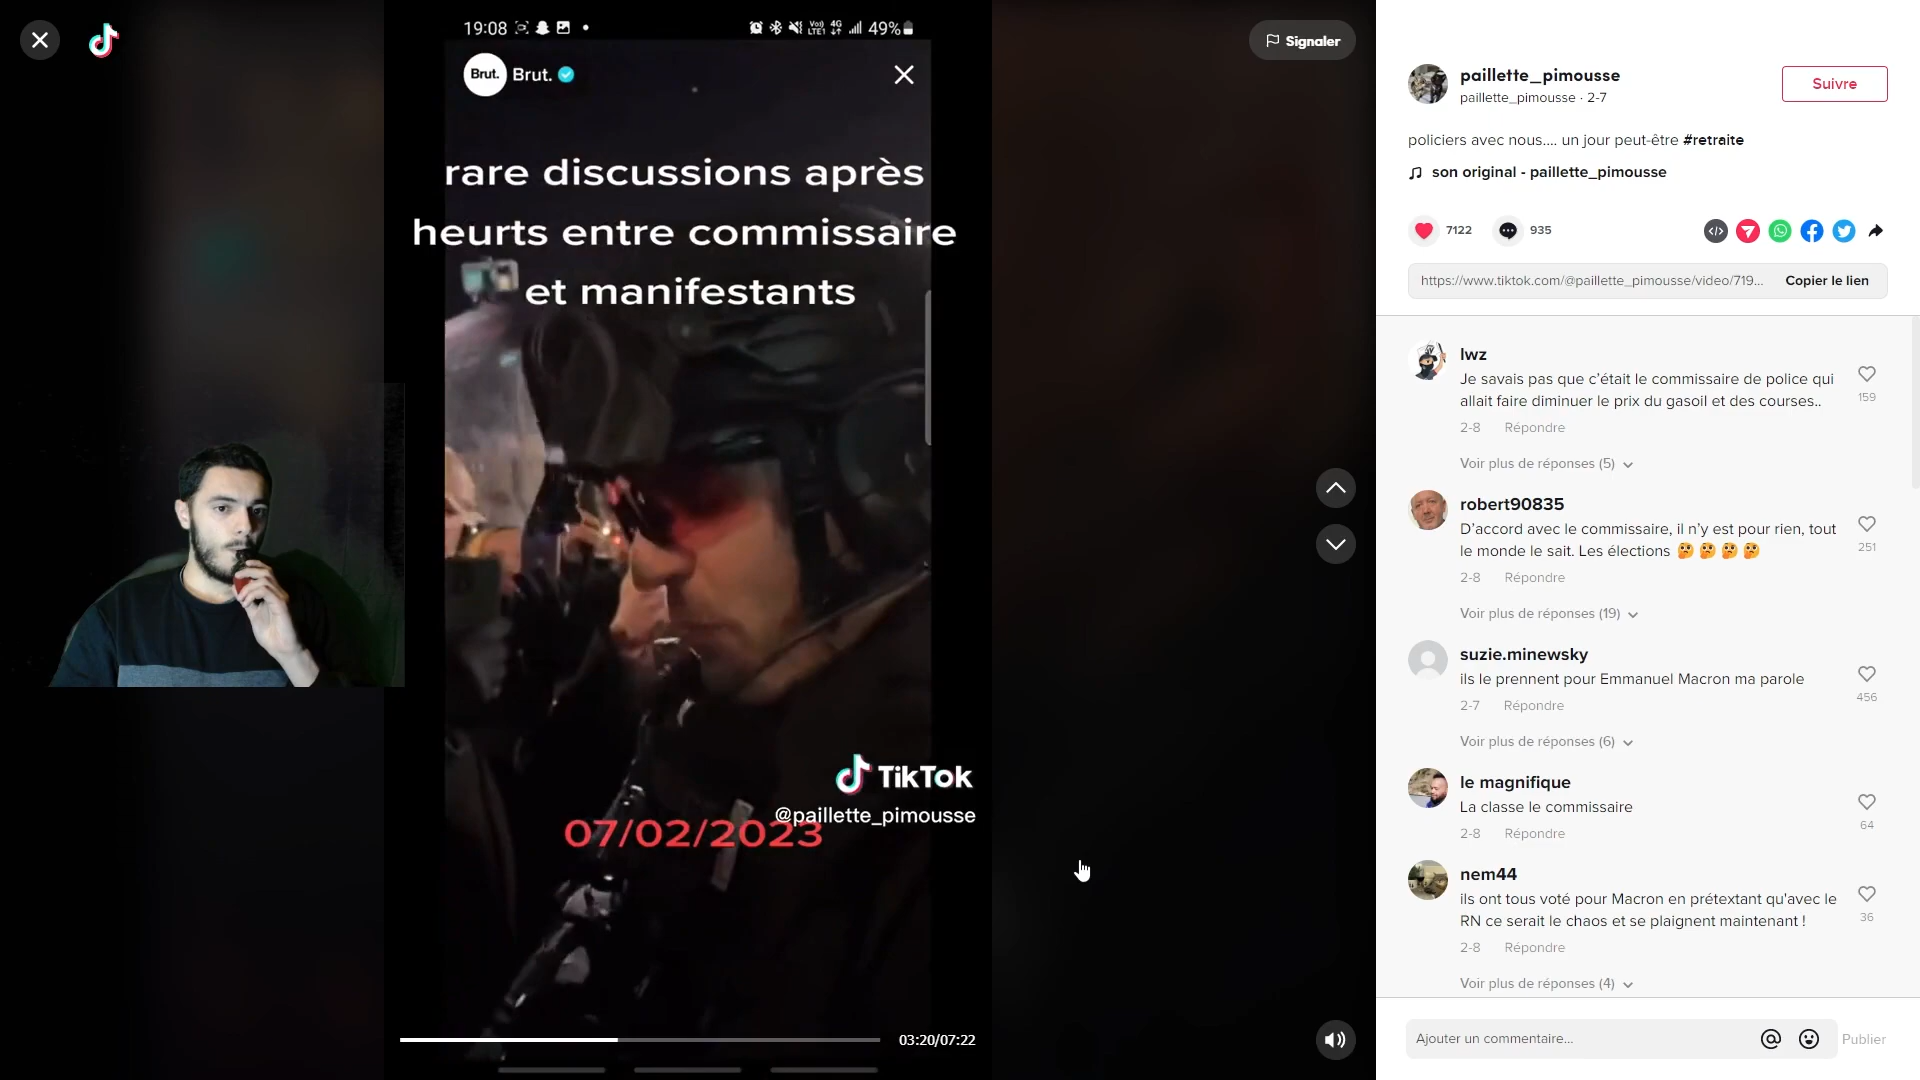 19:08
Vo))
LTE1
4G
49%
Brut.
Brut.
rare discussions après
heurts entre commissaire
et manifestants
TikTok
@paillette_pimousse
07/02/2023
03:20/07:22
Signaler
paillette_pimousse
paillette_pimousse · 2-7
Suivre
policiers avec nous.... un jour peut-être #retraite
son original - paillette_pimousse
7122
935
https://www.tiktok.com/@paillette_pimousse/video/719...
Copier le lien
lwz
Je savais pas que c’était le commissaire de police qui
allait faire diminuer le prix du gasoil et des courses..
159
2-8 Répondre
Voir plus de réponses (5)
robert90835
D’accord avec le commissaire, il n’y est pour rien, tout
le monde le sait. Les élections 🤔 🤔 🤔 🤔
251
2-8 Répondre
Voir plus de réponses (19)
suzie.minewsky
ils le prennent pour Emmanuel Macron ma parole
456
2-7 Répondre
Voir plus de réponses (6)
le magnifique
La classe le commissaire
64
2-8 Répondre
nem44
ils ont tous voté pour Macron en prétextant qu'avec le
RN ce serait le chaos et se plaignent maintenant !
36
2-8 Répondre
Voir plus de réponses (4)
Ajouter un commentaire...
Publier